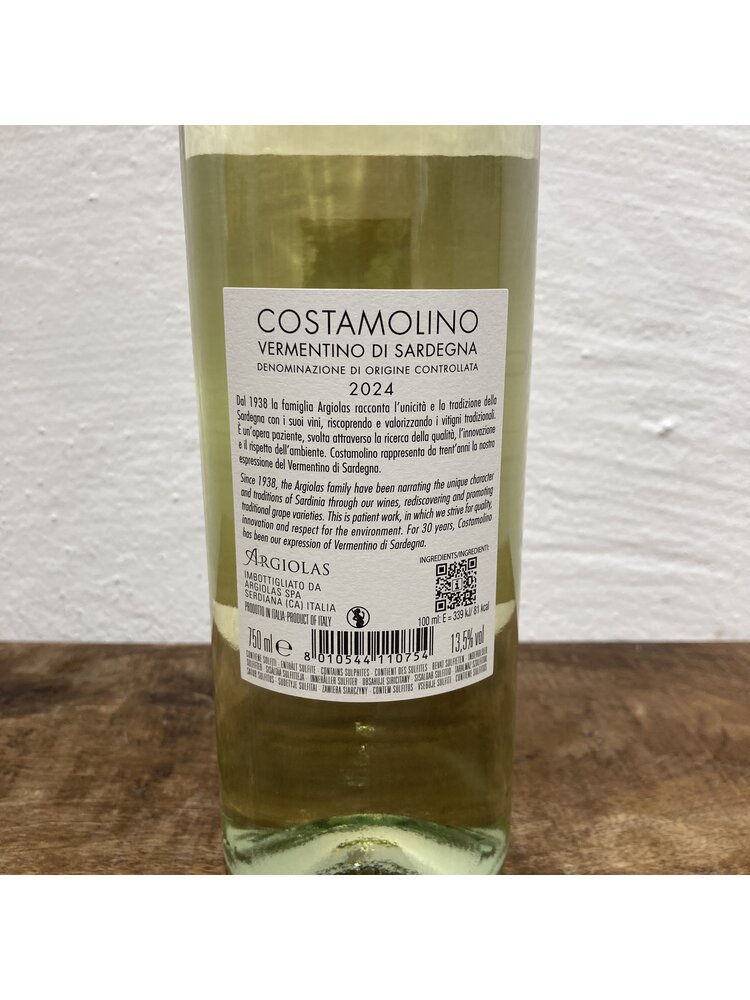 COSTAMOLINO
VERMENTINO DI SARDEGNA
DENOMINAZIONE DI ORIGINE CONTROLLATA
2024
Dal 1938 la famiglia Argiolas racconta l'unicità e la tradizione della
Sardegna con i suoi vini, riscoprendo e valorizzando i vitigni tradizionali.
È un'opera paziente, svolta attraverso la ricerca della qualità, l'innovazione
e il rispetto dell'ambiente. Costamolino rappresenta da trent'anni la nostra
espressione del Vermentino di Sardegna.
Since 1938, the Argiolas family have been narrating the unique character
and traditions of Sardinia through our wines, rediscovering and promoting
traditional grape varieties. This is patient work, in which we strive for quality,
innovation and respect for the environment. For 30 years, Costamolino
has been our expression of Vermentino di Sardegna.
ARGIOLAS
INGREDIENTS/INGREDIENTI:
IMBOTTIGLIATO DA
ARGIOLAS SPA
SERDIANA (CA) ITALIA
PRODOTTO IN ITALIA·PRODUCT OF ITALY
100 ml: E = 339 kJ/ 81 kcal
750 ml e
8 010544 110754
13,5% vol
CONTIENE SOLFITI · ENTHÄLT SULFITE · CONTAINS SULPHITES · CONTIENT DES SULFITES ·
INNEHÅLLER SULFITER ·
ZAWIERA SIARCZYNY · CONTÉM SULFITOS ·